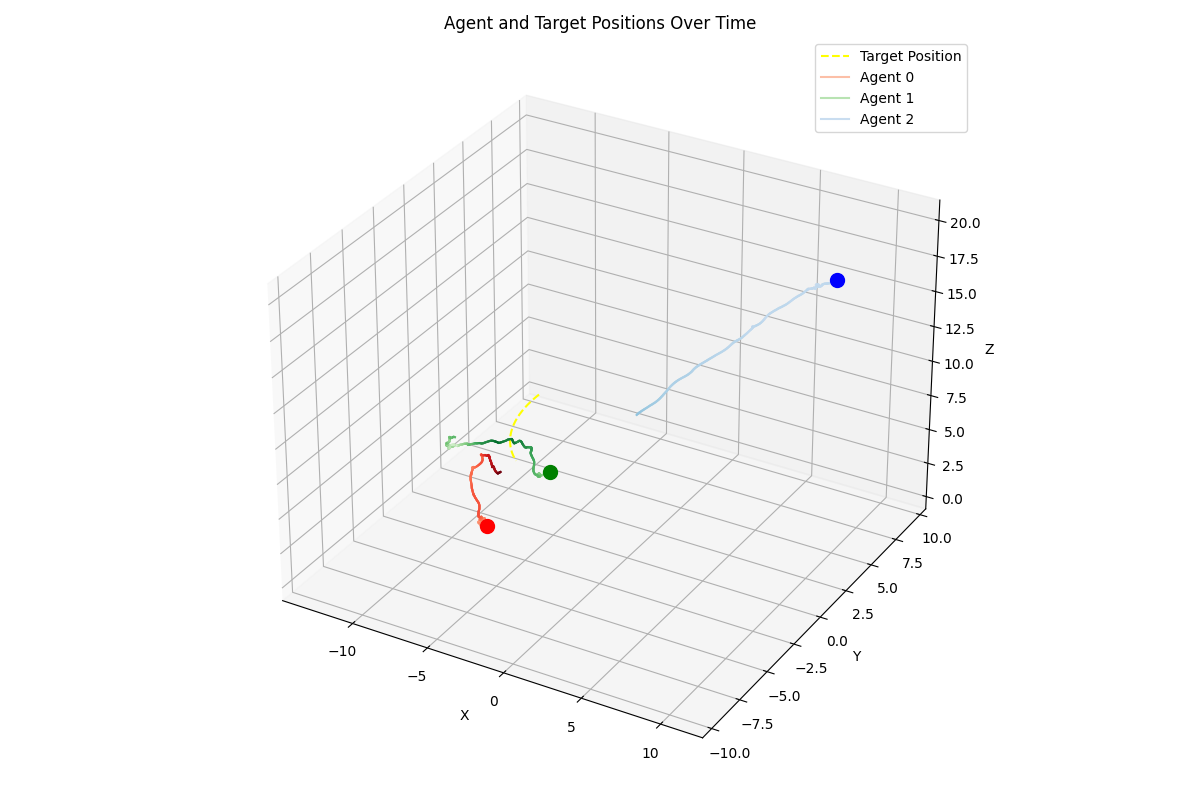 Agent and Target Positions Over Time
Target Position
Agent 0
Agent 1
Agent 2
20.0
17.5
15.0
12.5
Z
10.0
7.5
5.0
2.5
0.0
10.0
7.5
5.0
2.5
0.0
Y
−2.5
−5.0
−7.5
−10.0
−10
−5
0
5
10
X